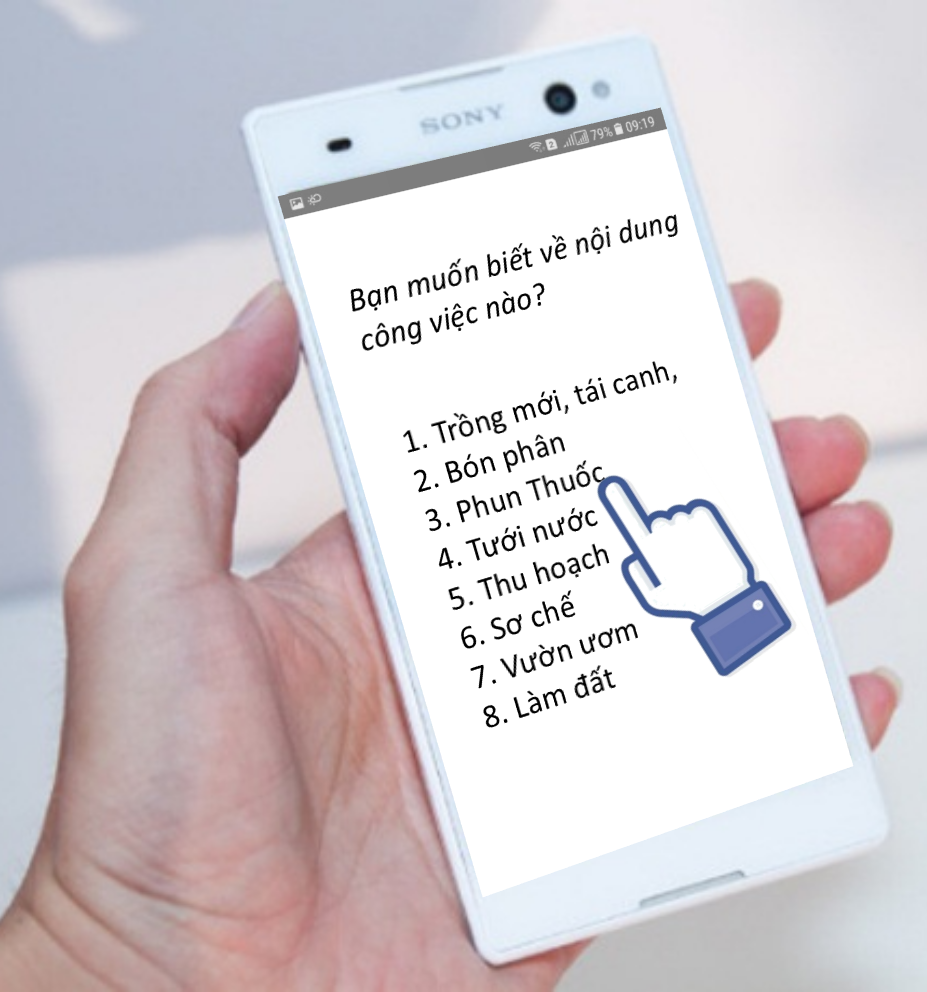 SONY
2 79% 09:19
Bạn muốn biết về nội dung
công việc nào?
1. Trồng mới, tái canh,
2. Bón phân
3. Phun Thuốc
4. Tưới nước
5. Thu hoạch
6. Sơ chế
7. Vườn ươm
8. Làm đất